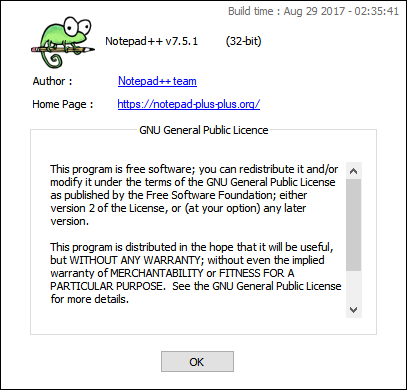 Build time : Aug 29 2017 - 02:35:41
Notepad++ v7.5.1 (32-bit)
Author : Notepad++ team
Home Page : https://notepad-plus-plus.org/
GNU General Public Licence
This program is free software; you can redistribute it and/or
modify it under the terms of the GNU General Public License
as published by the Free Software Foundation; either
version 2 of the License, or (at your option) any later
version.
This program is distributed in the hope that it will be useful,
but WITHOUT ANY WARRANTY; without even the implied
warranty of MERCHANTABILITY or FITNESS FOR A
PARTICULAR PURPOSE. See the GNU General Public License
for more details.
OK